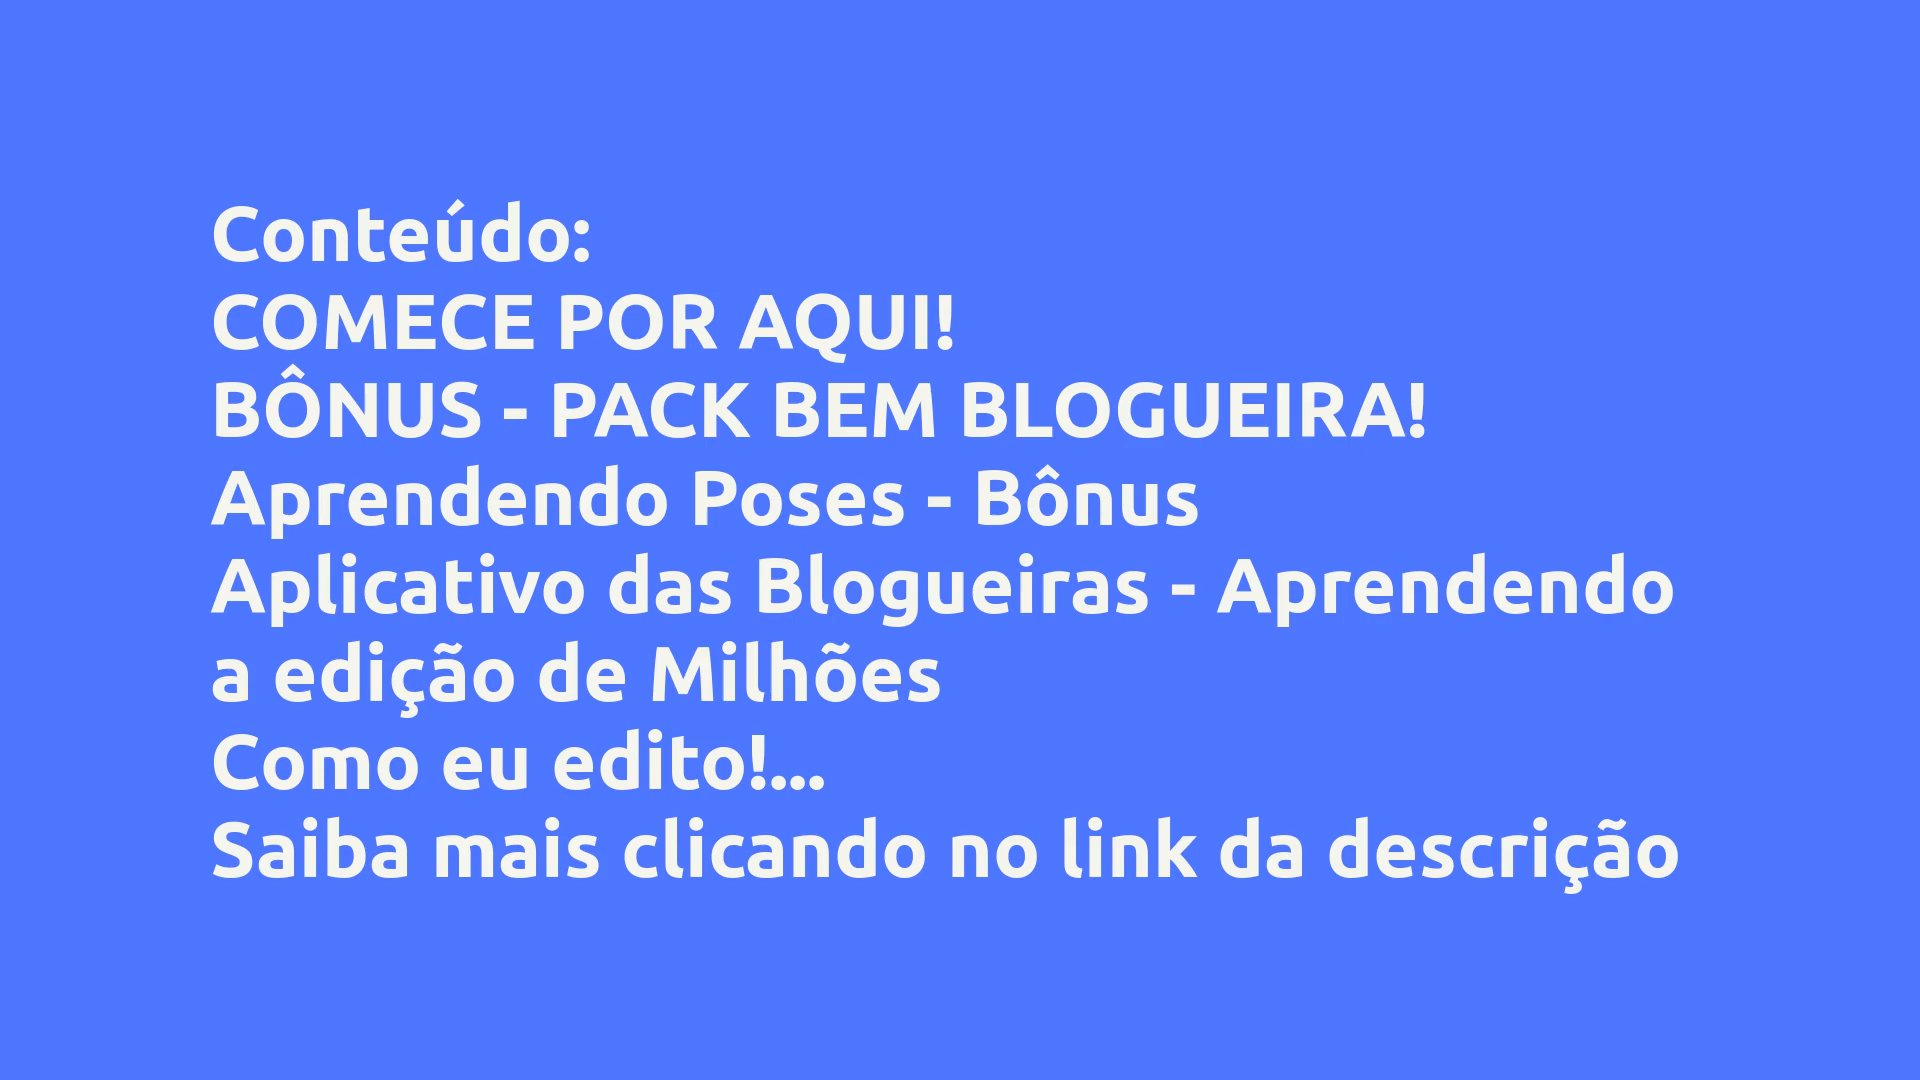 Conteúdo:
COMECE POR AQUI!
BÔNUS - PACK BEM BLOGUEIRA!
Aprendendo Poses - Bônus
Aplicativo das Blogueiras - Aprendendo
a edição de Milhões
Como eu edito!...
Saiba mais clicando no link da descrição